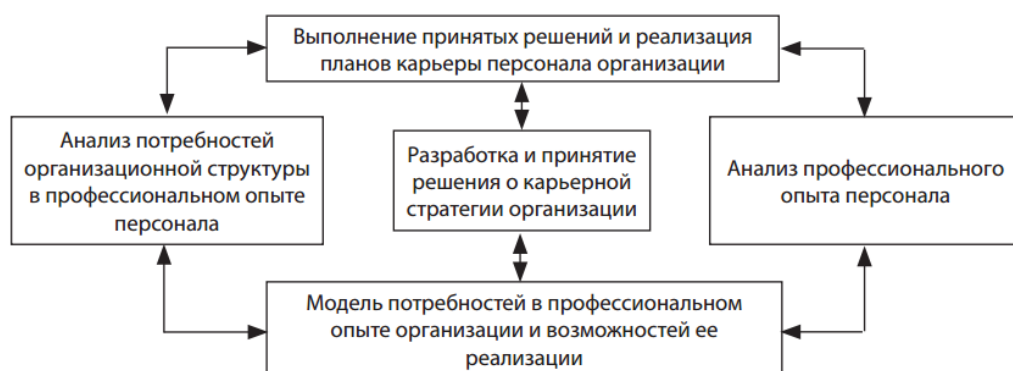 Выполнение принятых решений и реализация
планов карьеры персонала организации
Анализ потребностей
организационной структуры
в профессиональном опыте
персонала
Разработка и принятие
решения о карьерной
стратегии организации
Анализ профессионального
опыта персонала
Модель потребностей в профессиональном
опыте организации и возможностей ее
реализации